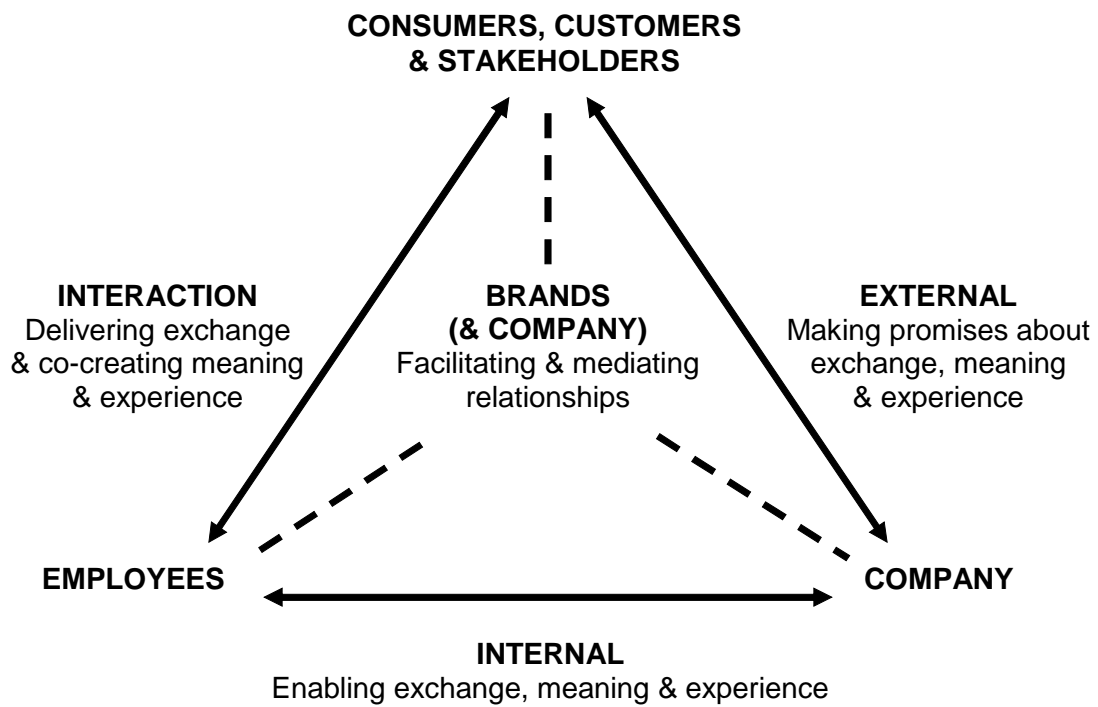 CONSUMERS, CUSTOMERS
& STAKEHOLDERS
INTERACTION
Delivering exchange
& co-creating meaning
& experience
BRANDS
(& COMPANY)
Facilitating & mediating
relationships
EXTERNAL
Making promises about
exchange, meaning
& experience
EMPLOYEES
COMPANY
INTERNAL
Enabling exchange, meaning & experience